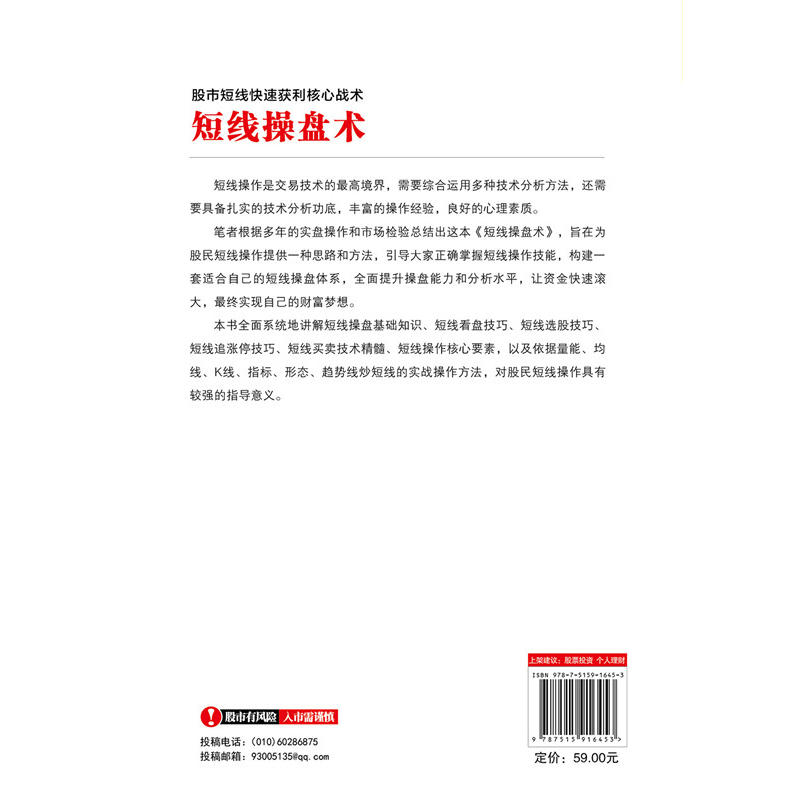 股市短线快速获利核心战术
短线操盘术
短线操作是交易技术的最高境界，需要综合运用多种技术分析方法，还需
要具备扎实的技术分析功底，丰富的操作经验，良好的心理素质。
笔者根据多年的实盘操作和市场检验总结出这本《短线操盘术》，旨在为
股民短线操作提供一种思路和方法，引导大家正确掌握短线操作技能，构建一
套适合自己的短线操盘体系，全面提升操盘能力和分析水平，让资金快速滚
大，最终实现自己的财富梦想。
本书全面系统地讲解短线操盘基础知识、短线看盘技巧、短线选股技巧、
短线追涨停技巧、短线买卖技术精髓、短线操作核心要素，以及依据量能、均
线、K线、指标、形态、趋势线炒短线的实战操作方法，对股民短线操作具有
较强的指导意义。
上架建议：股票投资 个人理财
ISBN 978-7-5159-1645-3
9 787515 916453 >
定价：59.00元
股市有风险 入市需谨慎
投稿电话：(010)60286875
投稿邮箱：93005135@qq.com